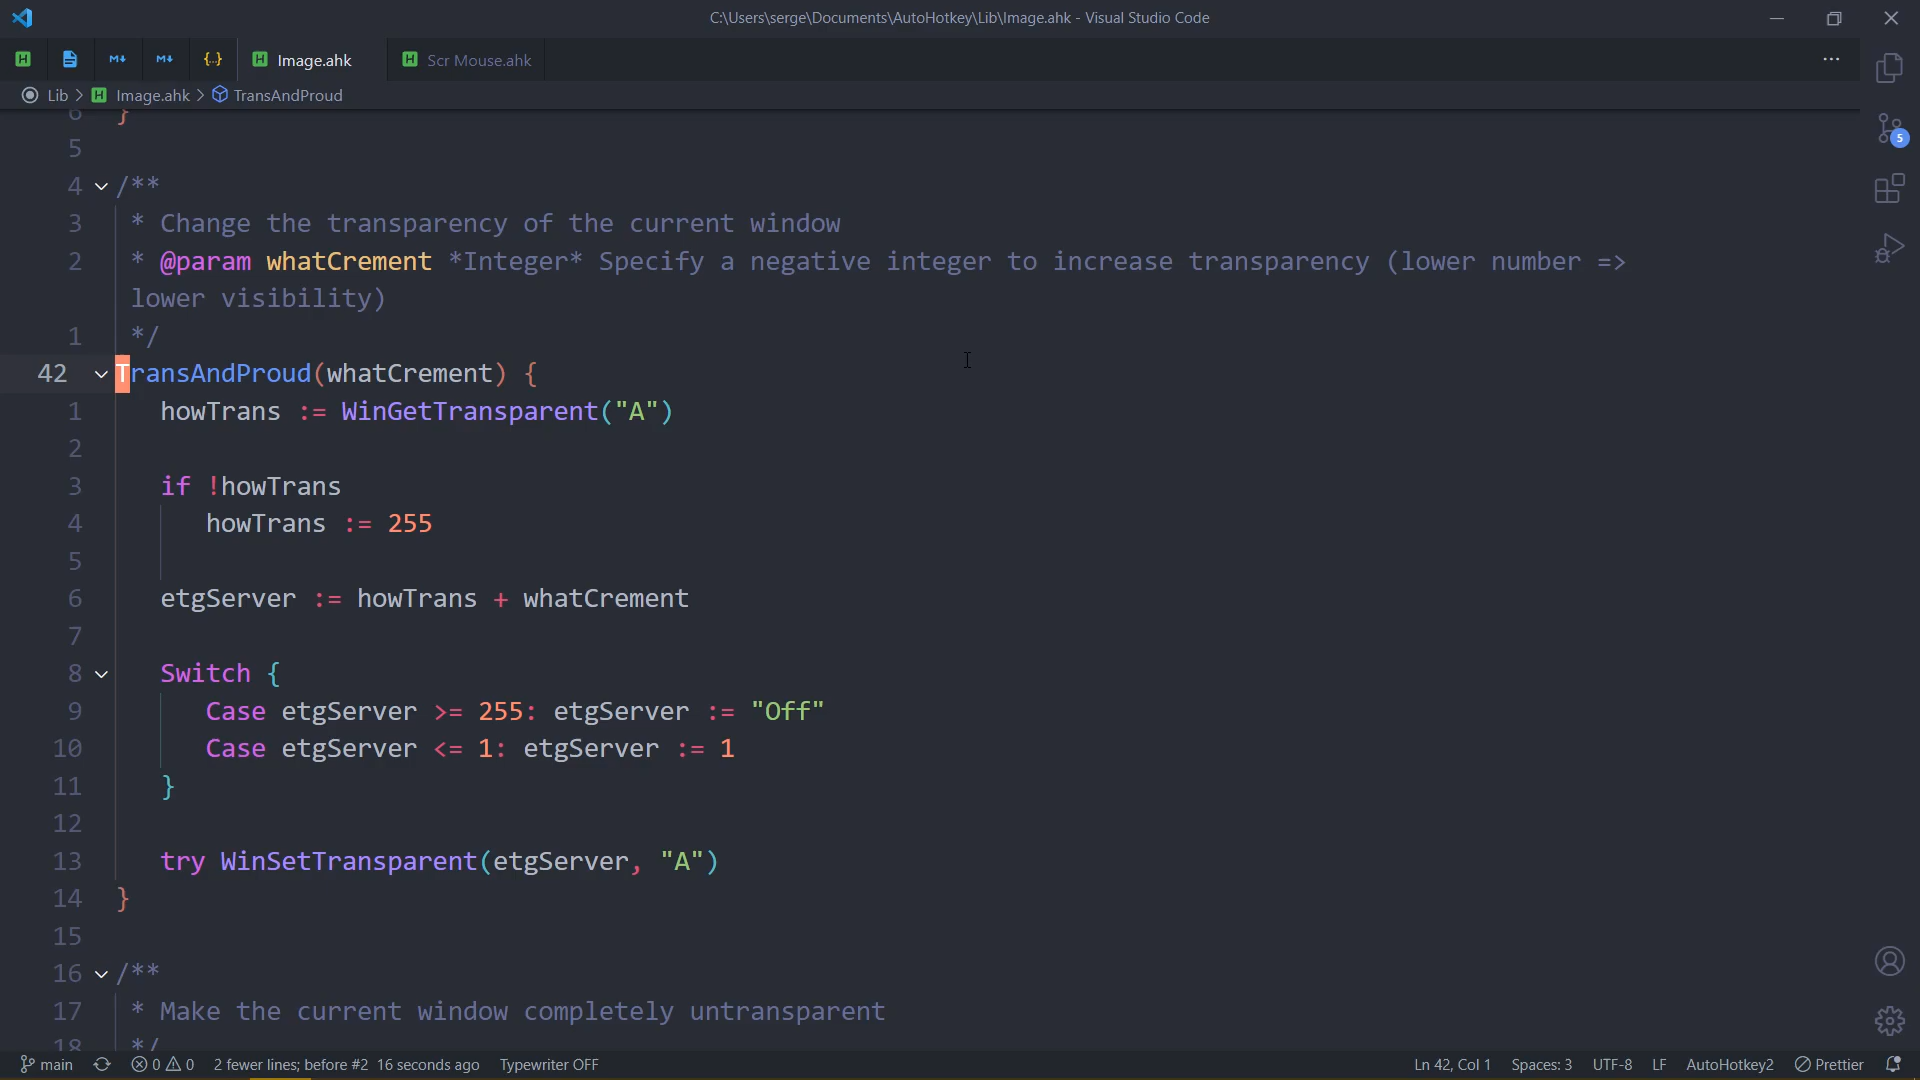 C:\Users\serge\Documents\AutoHotkey\Lib\Image.ahk - Visual Studio Code
H M↓ M↓ {..} H Image.ahk H Scr Mouse.ahk ...
Lib > H Image.ahk > TransAndProud
6 }
5
4 /**
3 * Change the transparency of the current window
2 * @param whatCrement *Integer* Specify a negative integer to increase transparency (lower number =>
lower visibility)
1 */
42 TransAndProud(whatCrement) {
1 howTrans := WinGetTransparent("A")
2
3 if !howTrans
4 howTrans := 255
5
6 etgServer := howTrans + whatCrement
7
8 Switch {
9 Case etgServer >= 255: etgServer := "Off"
10 Case etgServer <= 1: etgServer := 1
11 }
12
13 try WinSetTransparent(etgServer, "A")
14 }
15
16 /**
17 * Make the current window completely untransparent
18 */
5
main 0 0 2 fewer lines; before #2 16 seconds ago Typewriter OFF Ln 42, Col 1 Spaces: 3 UTF-8 LF AutoHotkey2 Prettier